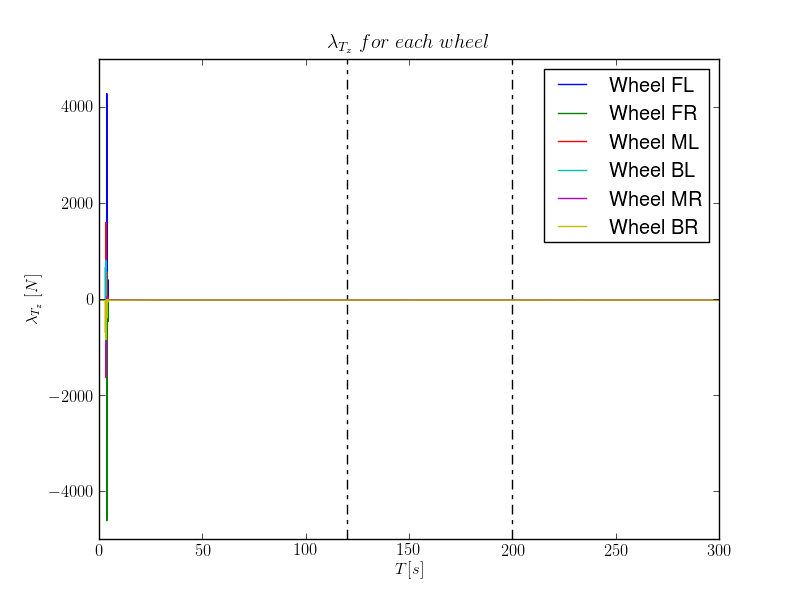 λ_{T_z} for each wheel
λ_{T_z} [N]
4000
2000
0
−2000
−4000
Wheel FL
Wheel FR
Wheel ML
Wheel BL
Wheel MR
Wheel BR
0 50 100 150 200 250 300
T[s]